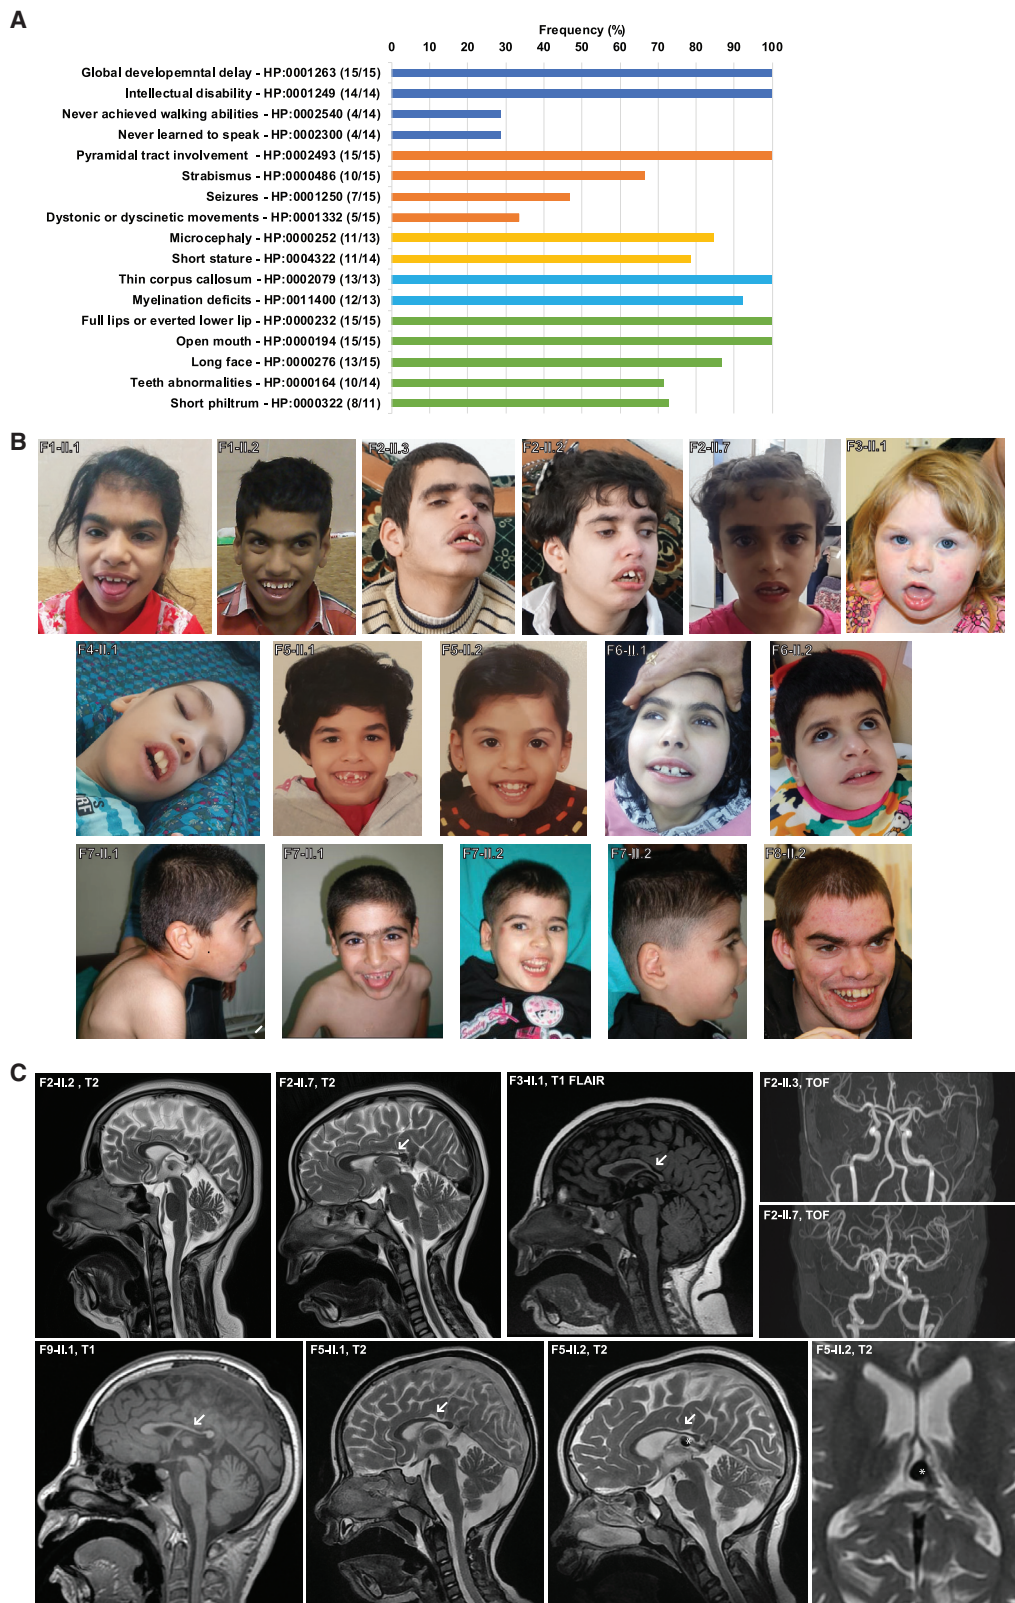 A
Frequency (%)
0 10 20 30 40 50 60 70 80 90 100
Global developemntal delay - HP:0001263 (15/15)
Intellectual disability - HP:0001249 (14/14)
Never achieved walking abilities - HP:0002540 (4/14)
Never learned to speak - HP:0002300 (4/14)
Pyramidal tract involvement - HP:0002493 (15/15)
Strabismus - HP:0000486 (10/15)
Seizures - HP:0001250 (7/15)
Dystonic or dyscinetic movements - HP:0001332 (5/15)
Microcephaly - HP:0000252 (11/13)
Short stature - HP:0004322 (11/14)
Thin corpus callosum - HP:0002079 (13/13)
Myelination deficits - HP:0011400 (12/13)
Full lips or everted lower lip - HP:0000232 (15/15)
Open mouth - HP:0000194 (15/15)
Long face - HP:0000276 (13/15)
Teeth abnormalities - HP:0000164 (10/14)
Short philtrum - HP:0000322 (8/11)
B
F1-II.1 F1-II.2 F2-II.3 F2-II.2 F2-II.7 F3-II.1
F4-II.1 F5-II.1 F5-II.2 F6-II.1 F6-II.2
F7-II.1 F7-II.1 F7-II.2 F7-II.2 F8-II.2
C
F2-II.2 , T2 F2-II.7, T2 F3-II.1, T1 FLAIR F2-II.3, TOF
F2-II.7, TOF
F9-II.1, T1 F5-II.1, T2 F5-II.2, T2 F5-II.2, T2
*
*